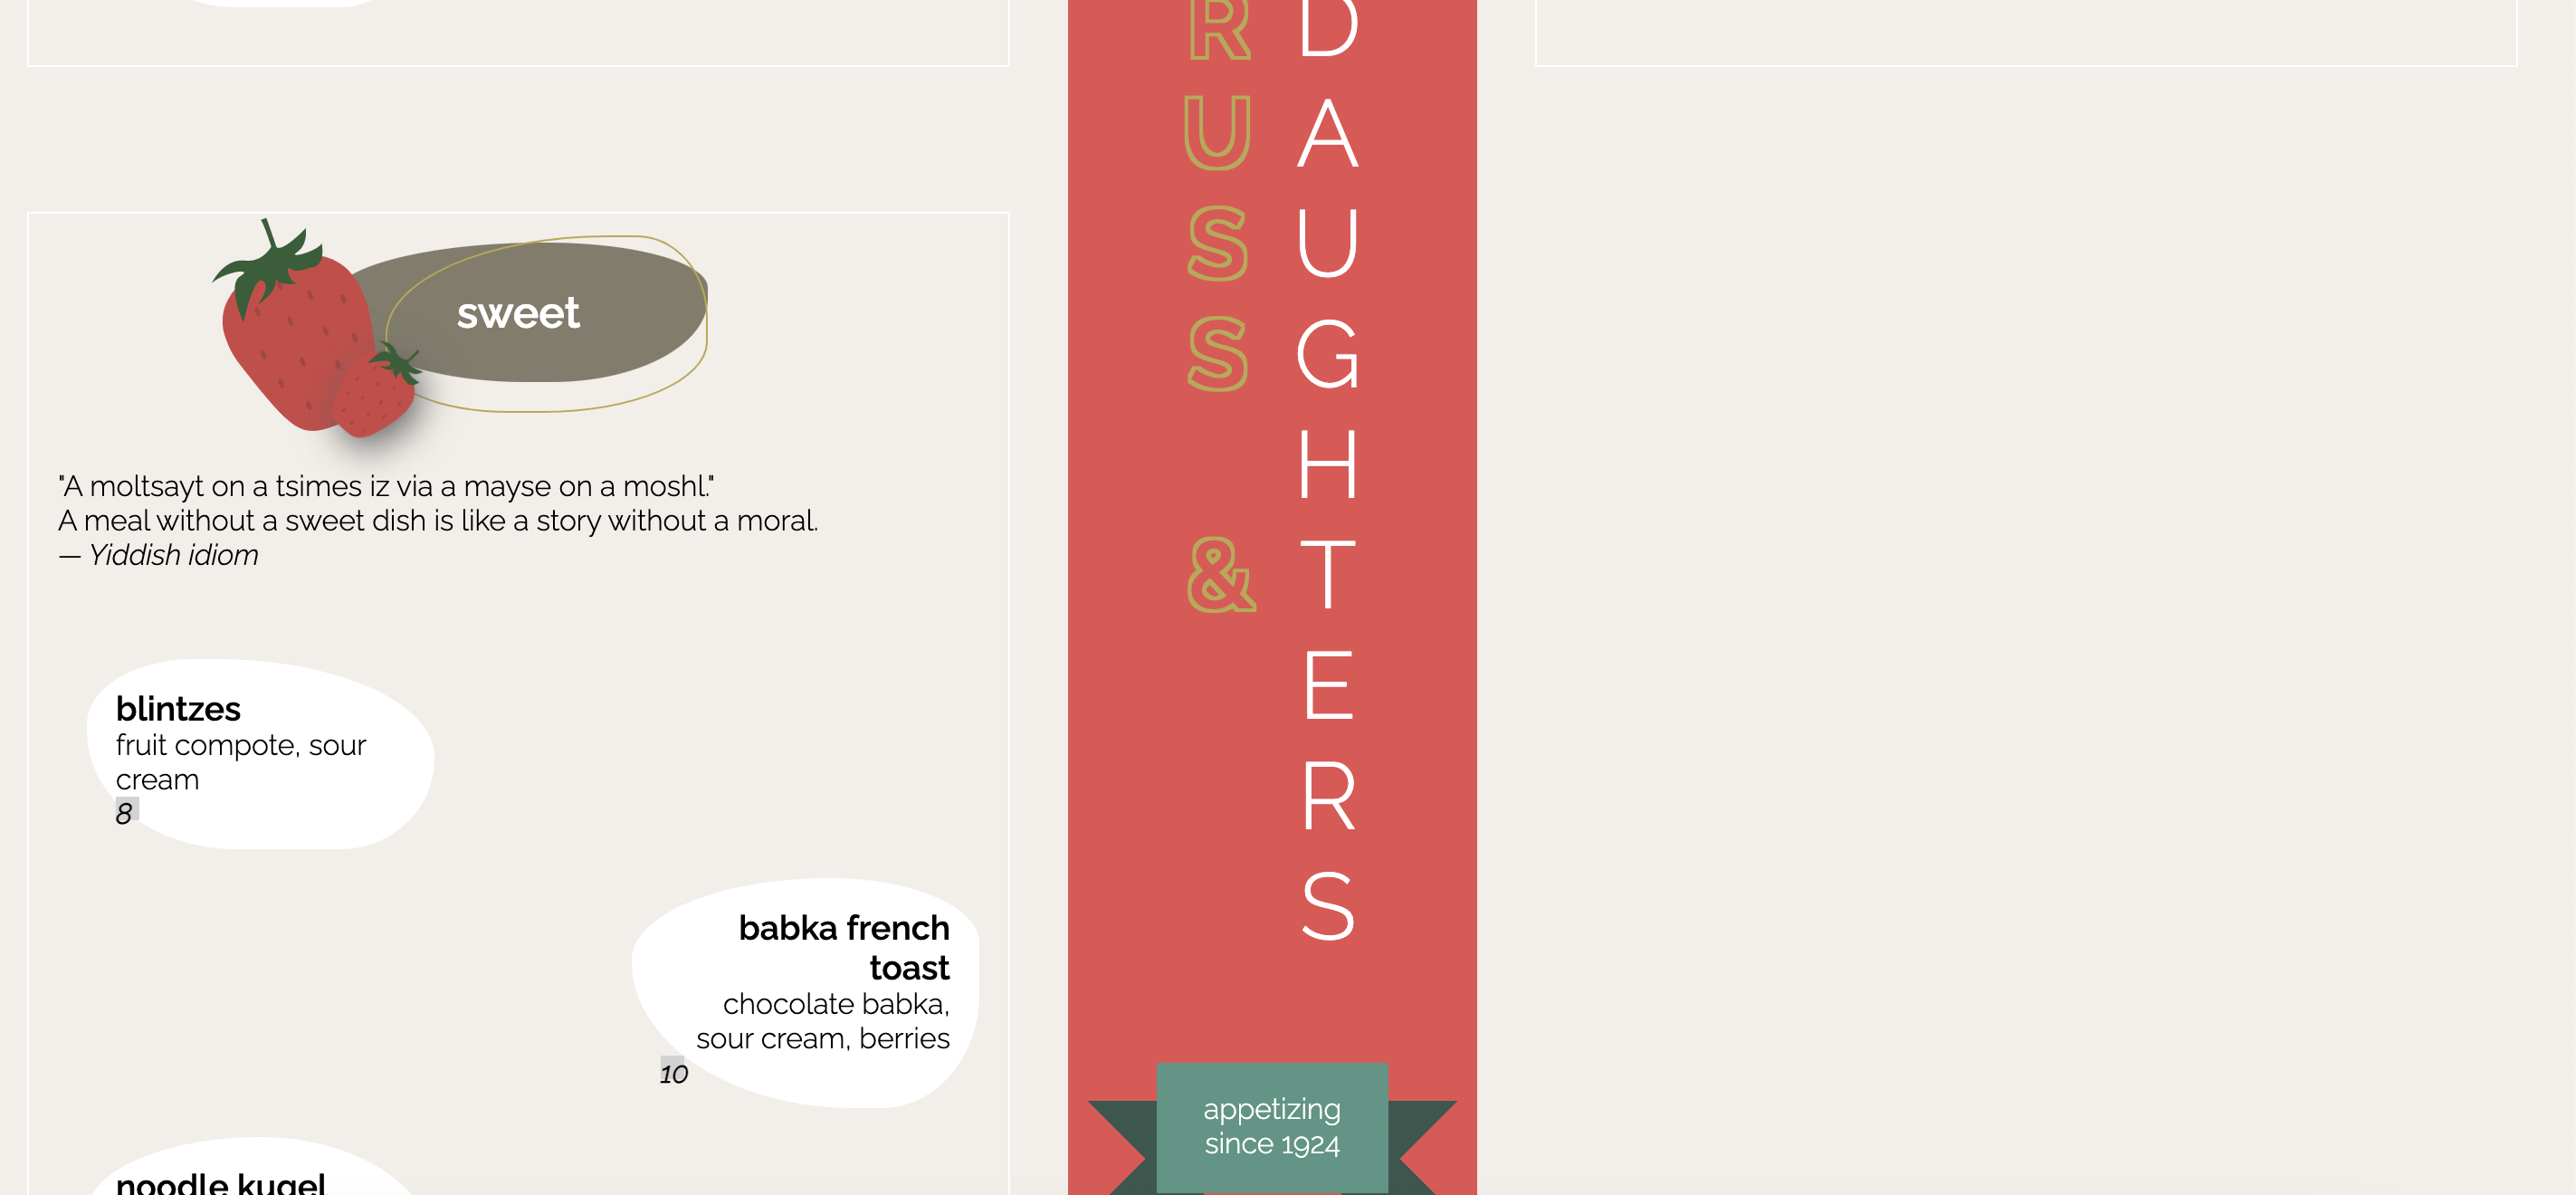 sweet
"A moltsayt on a tsimes iz via a mayse on a moshl."
A meal without a sweet dish is like a story without a moral.
— Yiddish idiom
blintzes
fruit compote, sour
cream
8
babka french
toast
chocolate babka,
sour cream, berries
10
noodle kugel
RUSS &
DAUGHTERS
appetizing
since 1924